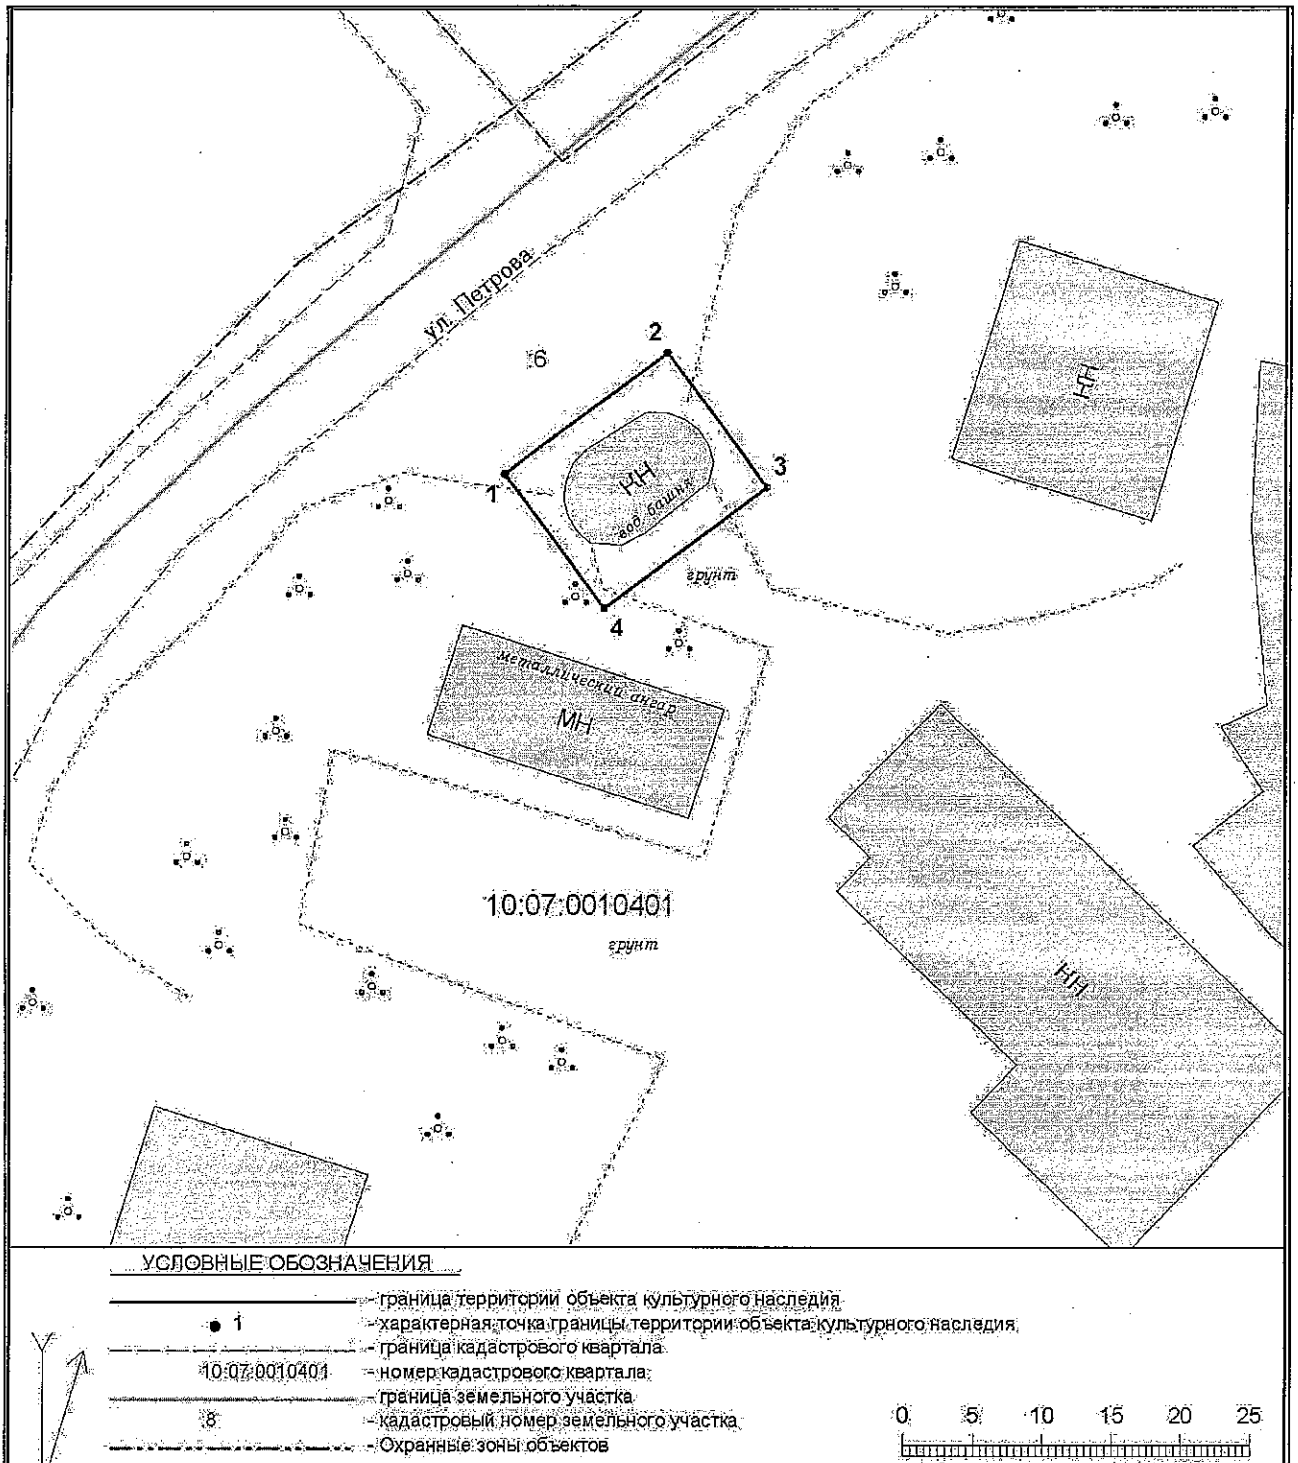 ул. Петрова
2
6
КН
3
1
вод. башня
КН
грунт
4
металлический ангар
МН
10:07:0010401
грунт
КН
УСЛОВНЫЕ ОБОЗНАЧЕНИЯ
- граница территории объекта культурного наследия
1 - характерная точка границы территории объекта культурного наследия
- граница кадастрового квартала
10:07:0010401 - номер кадастрового квартала
- граница земельного участка
8 - кадастровый номер земельного участка
- Охранные зоны объектов
0 5 10 15 20 25